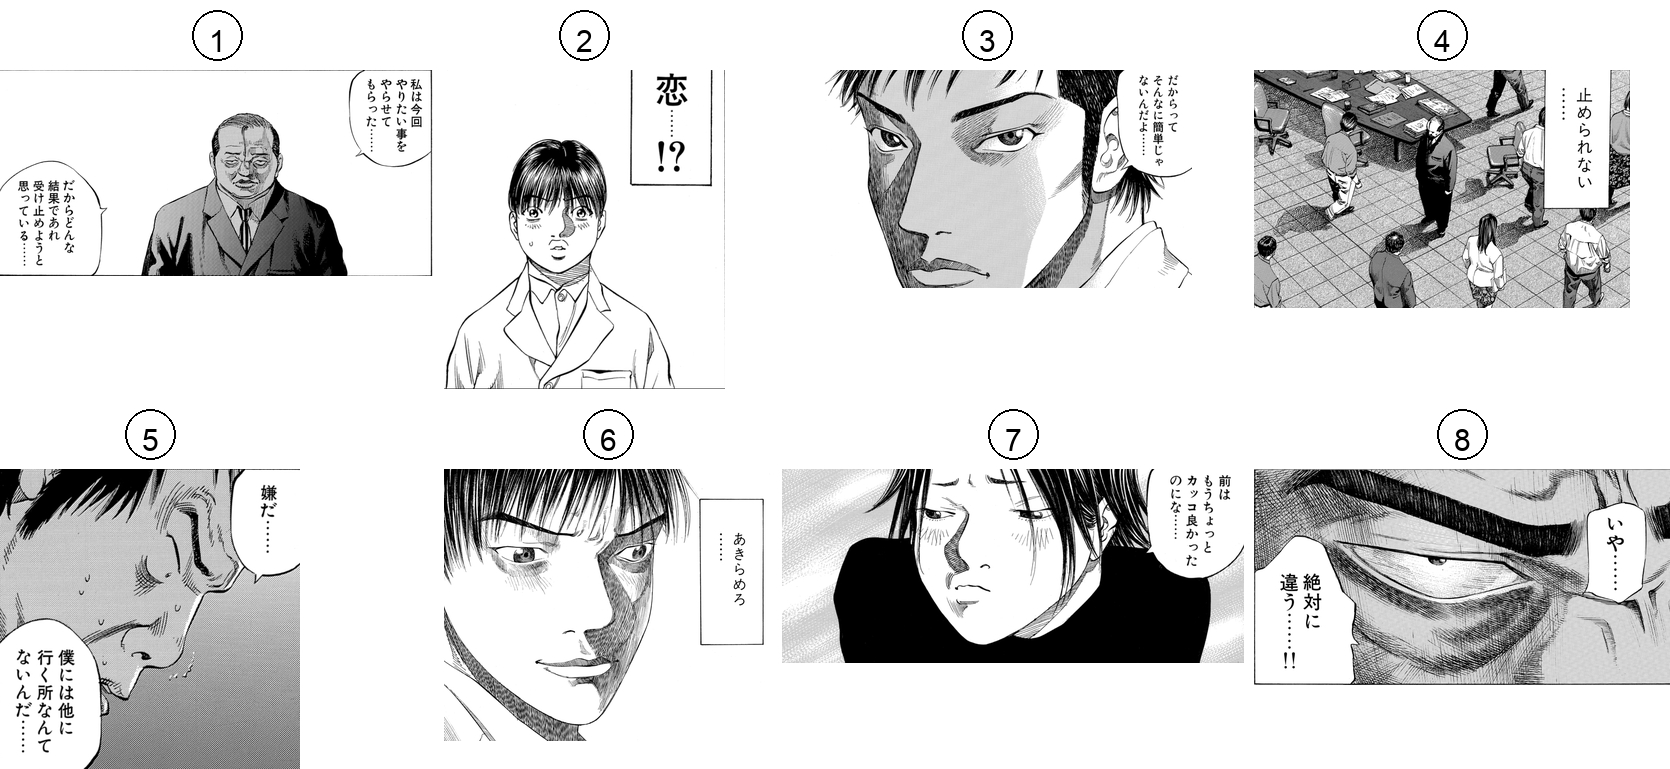 1
私は今回
やりたい事を
やらせて
もらった……
だからどんな
結果であれ
受け止めようと
思っている……
2
恋……!?
3
だからって
そんなに簡単じゃ
ないんだよ……
4
止められない
……
5
嫌だ……
僕には他に
行く所なんて
ないんだ……
6
あきらめろ
……
7
前は
もうちょっと
カッコ良かった
のにな……
8
いや……
絶対に
違う……!!